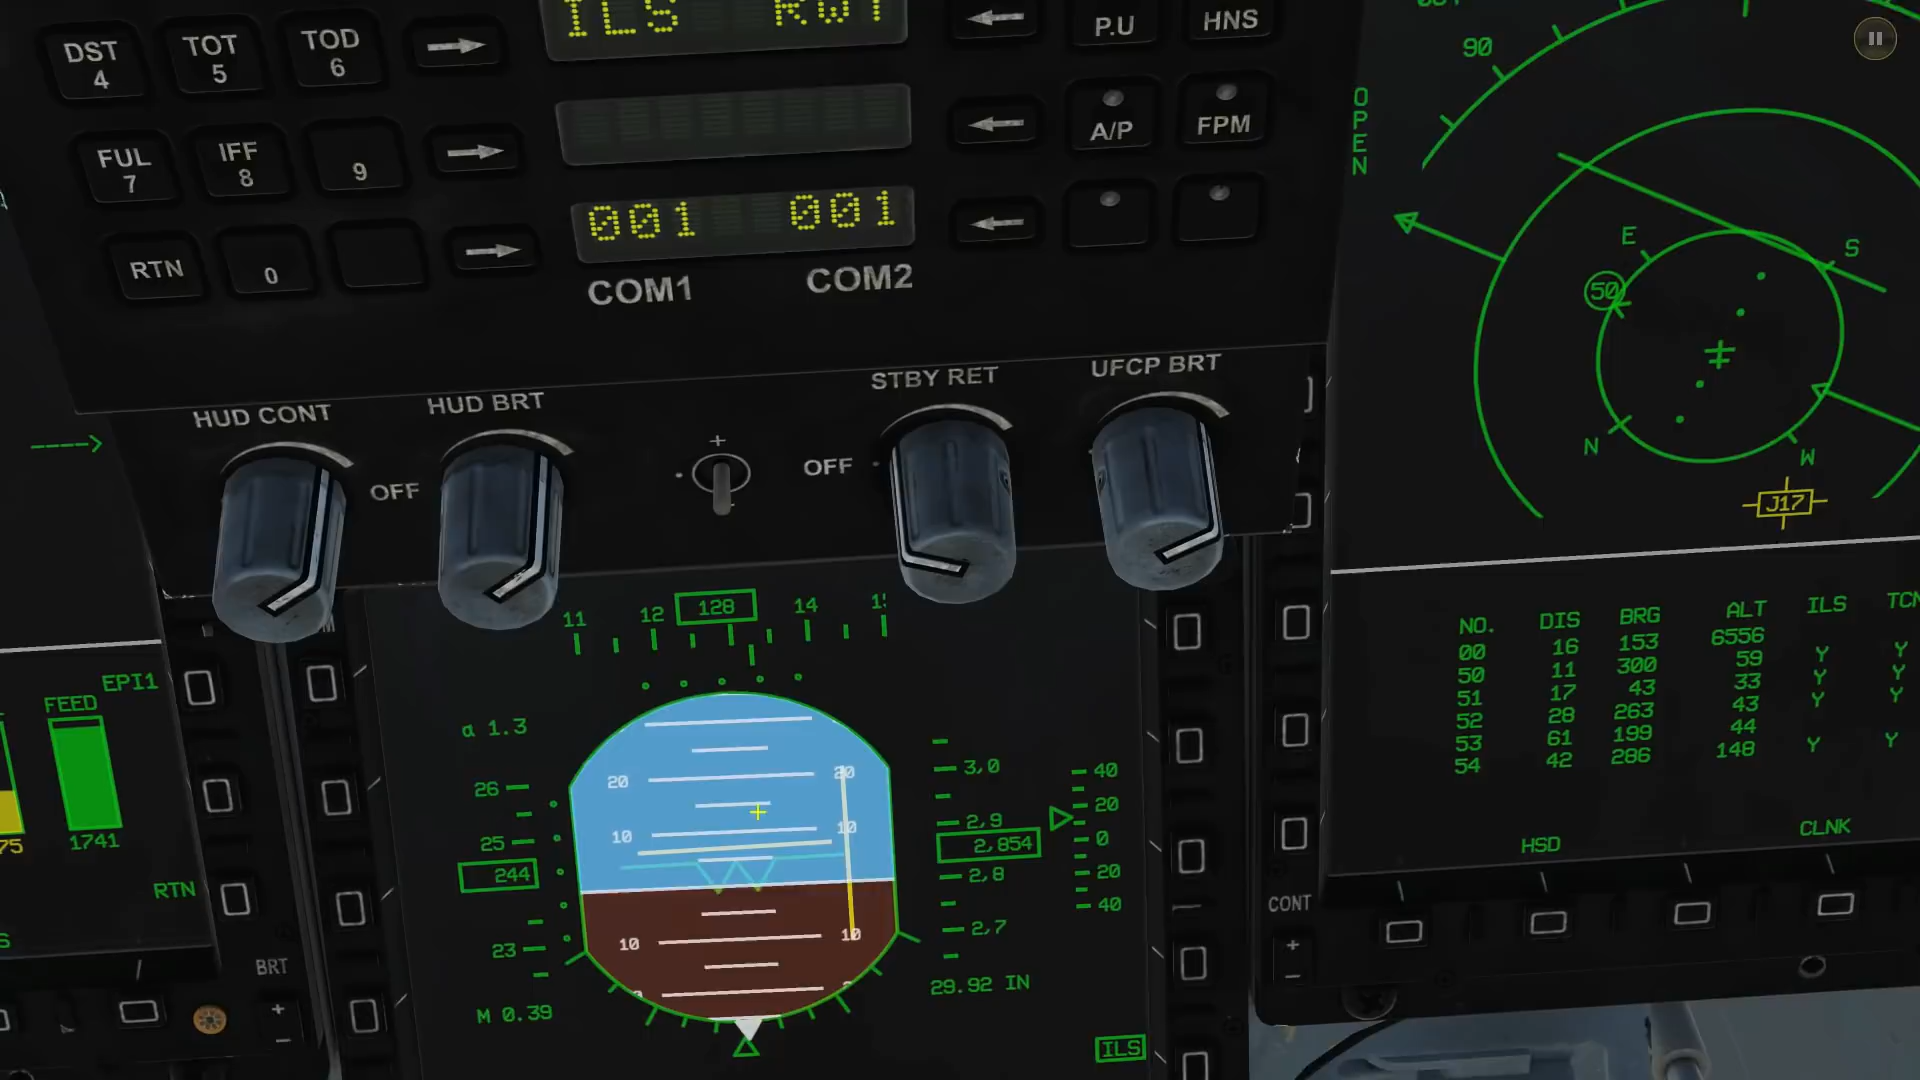 ILS RWY
DST 4
TOT 5
TOD 6
P.U
HNS
FUL 7
IFF 8
9
A/P
FPM
RTN
0
001 001
COM1 COM2
HUD CONT
OFF
HUD BRT
+
OFF
STBY RET
UFCP BRT
90
OPEN
E
S
50
N
W
J17
NO. DIS BRG ALT ILS TCN
00 16 153 6556
50 11 300 59 Y Y
51 17 43 33 Y Y
52 28 263 43 Y Y
53 61 199 44
54 42 286 148 Y Y
HSD
CLNK
CONT
+
−
EPI1
FEED
75
1741
RTN
BRT
+
−
11 12 128 14
α 1.3
26
25
244
23
M 0.39
20 20
10 10
10 10
3,0
2,9
2,854
2,8
2,7
29.92 IN
40
20
0
20
40
ILS